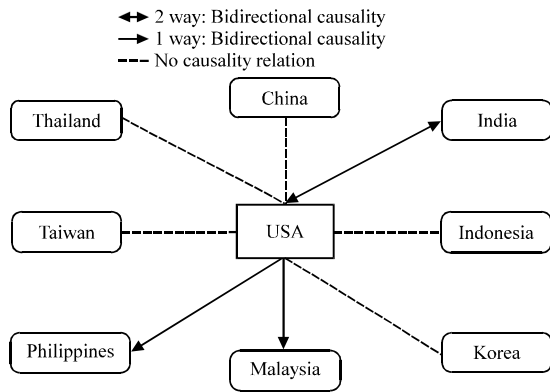 2 way: Bidirectional causality
1 way: Bidirectional causality
No causality relation
China
Thailand
India
Taiwan
USA
Indonesia
Philippines
Malaysia
Korea